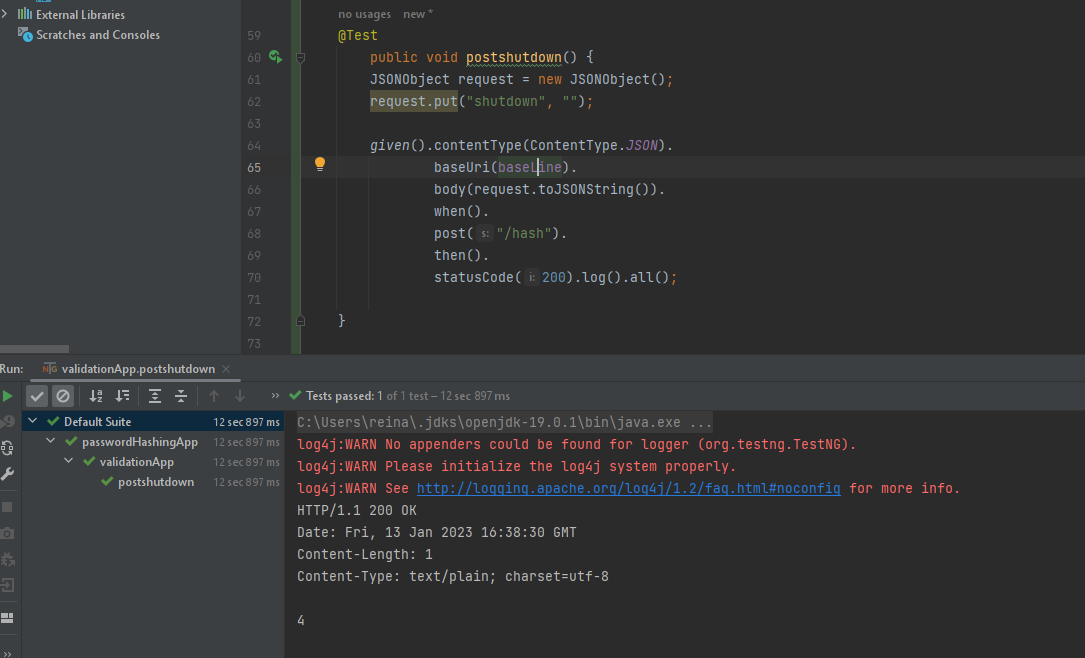 External Libraries
Scratches and Consoles
no usages new *
59 @Test
60 public void postshutdown() {
61 JSONObject request = new JSONObject();
62 request.put("shutdown", "");
63
64 given().contentType(ContentType.JSON).
65 baseUri(baseLine).
66 body(request.toJSONString()).
67 when().
68 post( s: "/hash").
69 then().
70 statusCode( i: 200).log().all();
71
72 }
73
Run: validationApp.postshutdown
Tests passed: 1 of 1 test – 12 sec 897 ms
Default Suite 12 sec 897 ms
passwordHashingApp 12 sec 897 ms
validationApp 12 sec 897 ms
postshutdown 12 sec 897 ms
C:\Users\reina\.jdks\openjdk-19.0.1\bin\java.exe ...
log4j:WARN No appenders could be found for logger (org.testng.TestNG).
log4j:WARN Please initialize the log4j system properly.
log4j:WARN See http://logging.apache.org/log4j/1.2/faq.html#noconfig for more info.
HTTP/1.1 200 OK
Date: Fri, 13 Jan 2023 16:38:30 GMT
Content-Length: 1
Content-Type: text/plain; charset=utf-8
4